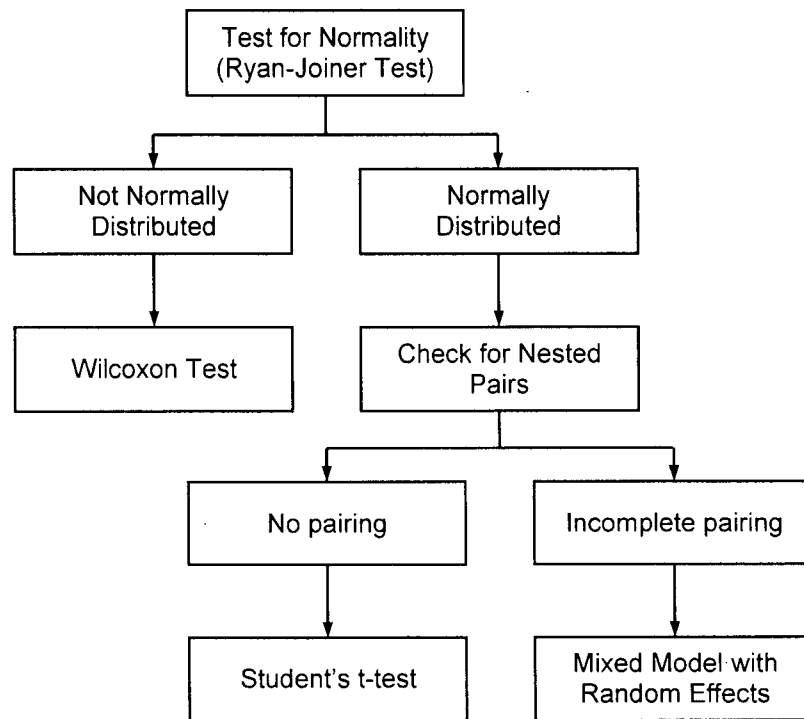 Test for Normality
(Ryan-Joiner Test)
Not Normally
Distributed
Normally
Distributed
Wilcoxon Test
Check for Nested
Pairs
No pairing
Incomplete pairing
Student's t-test
Mixed Model with
Random Effects